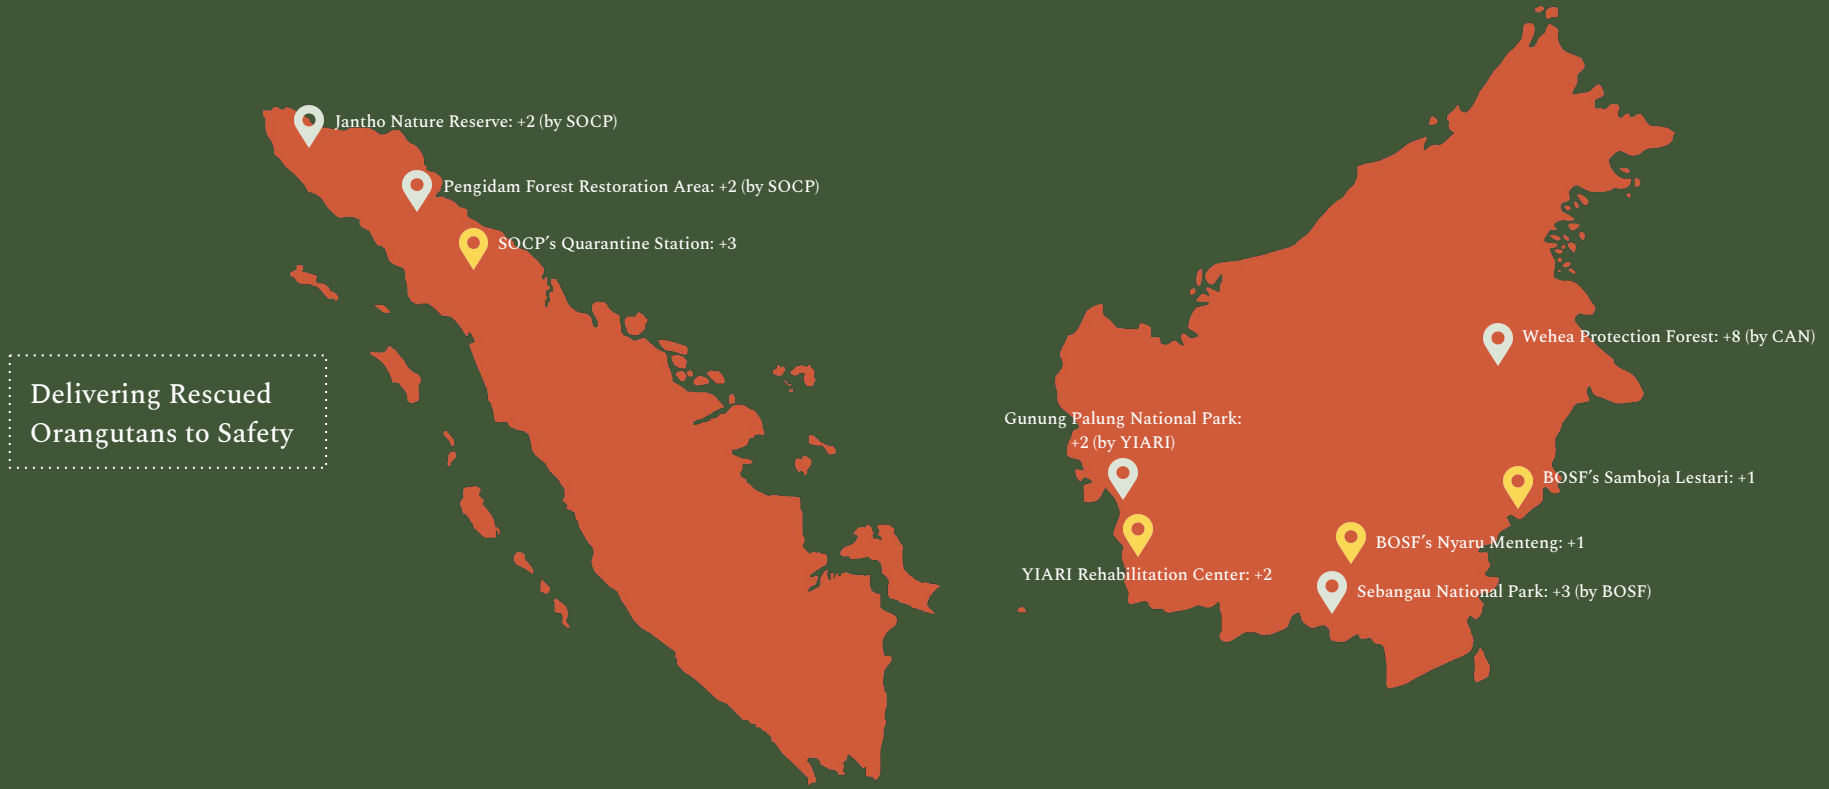 Jantho Nature Reserve: +2 (by SOCP)
Pengidam Forest Restoration Area: +2 (by SOCP)
SOCP's Quarantine Station: +3
Delivering Rescued
Orangutans to Safety
Wehea Protection Forest: +8 (by CAN)
Gunung Palung National Park:
+2 (by YIARI)
BOSF's Samboja Lestari: +1
BOSF's Nyaru Menteng: +1
YIARI Rehabilitation Center: +2
Sebangau National Park: +3 (by BOSF)